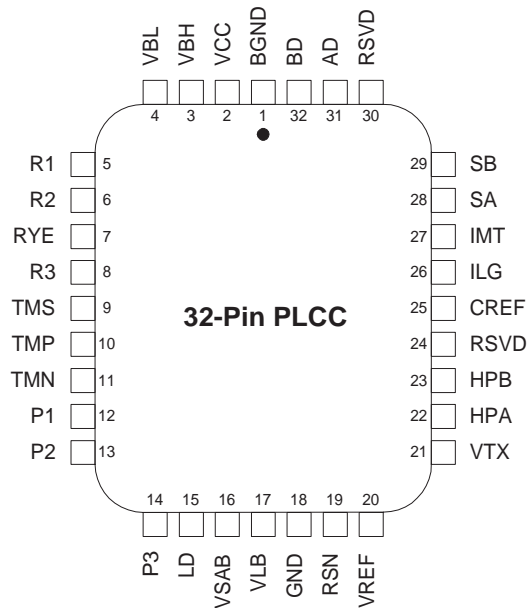 VBL VBH VCC BGND BD AD RSVD
4 3 2 1 32 31 30
R1 5 29 SB
R2 6 28 SA
RYE 7 27 IMT
R3 8 26 ILG
TMS 9 25 CREF
32-Pin PLCC
TMP 10 24 RSVD
TMN 11 23 HPB
P1 12 22 HPA
P2 13 21 VTX
14 15 16 17 18 19 20
P3 LD VSAB VLB GND RSN VREF